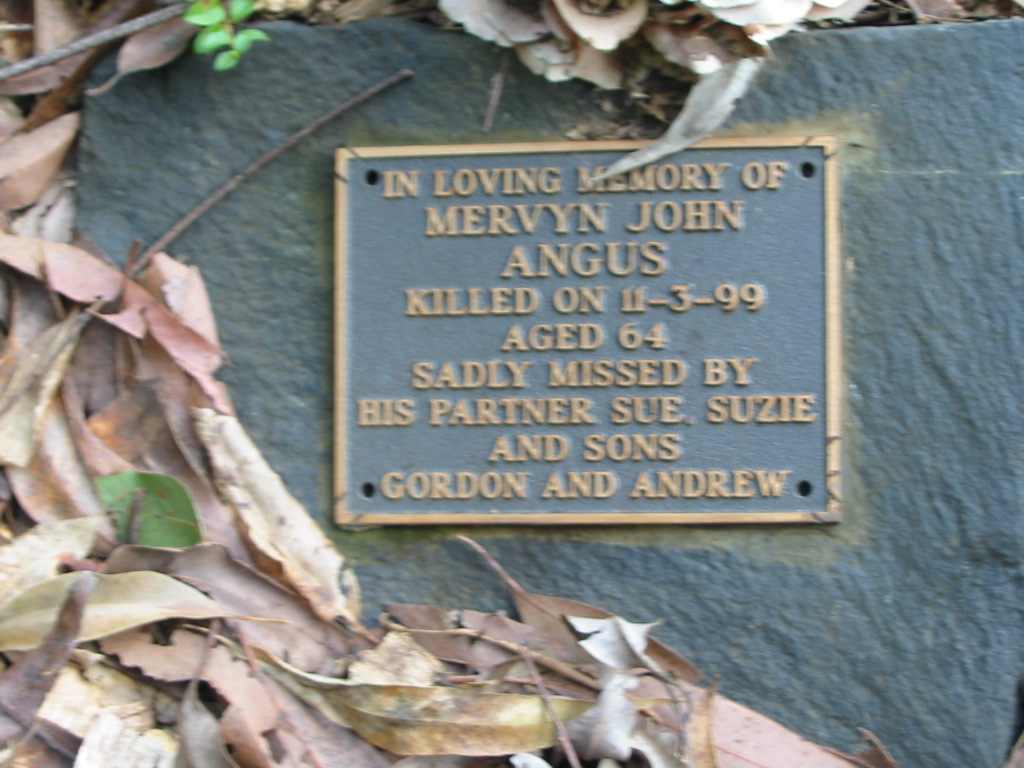 IN LOVING MEMORY OF
MERVYN JOHN
ANGUS
KILLED ON 11-3-99
AGED 64
SADLY MISSED BY
HIS PARTNER SUE, SUZIE
AND SONS
GORDON AND ANDREW